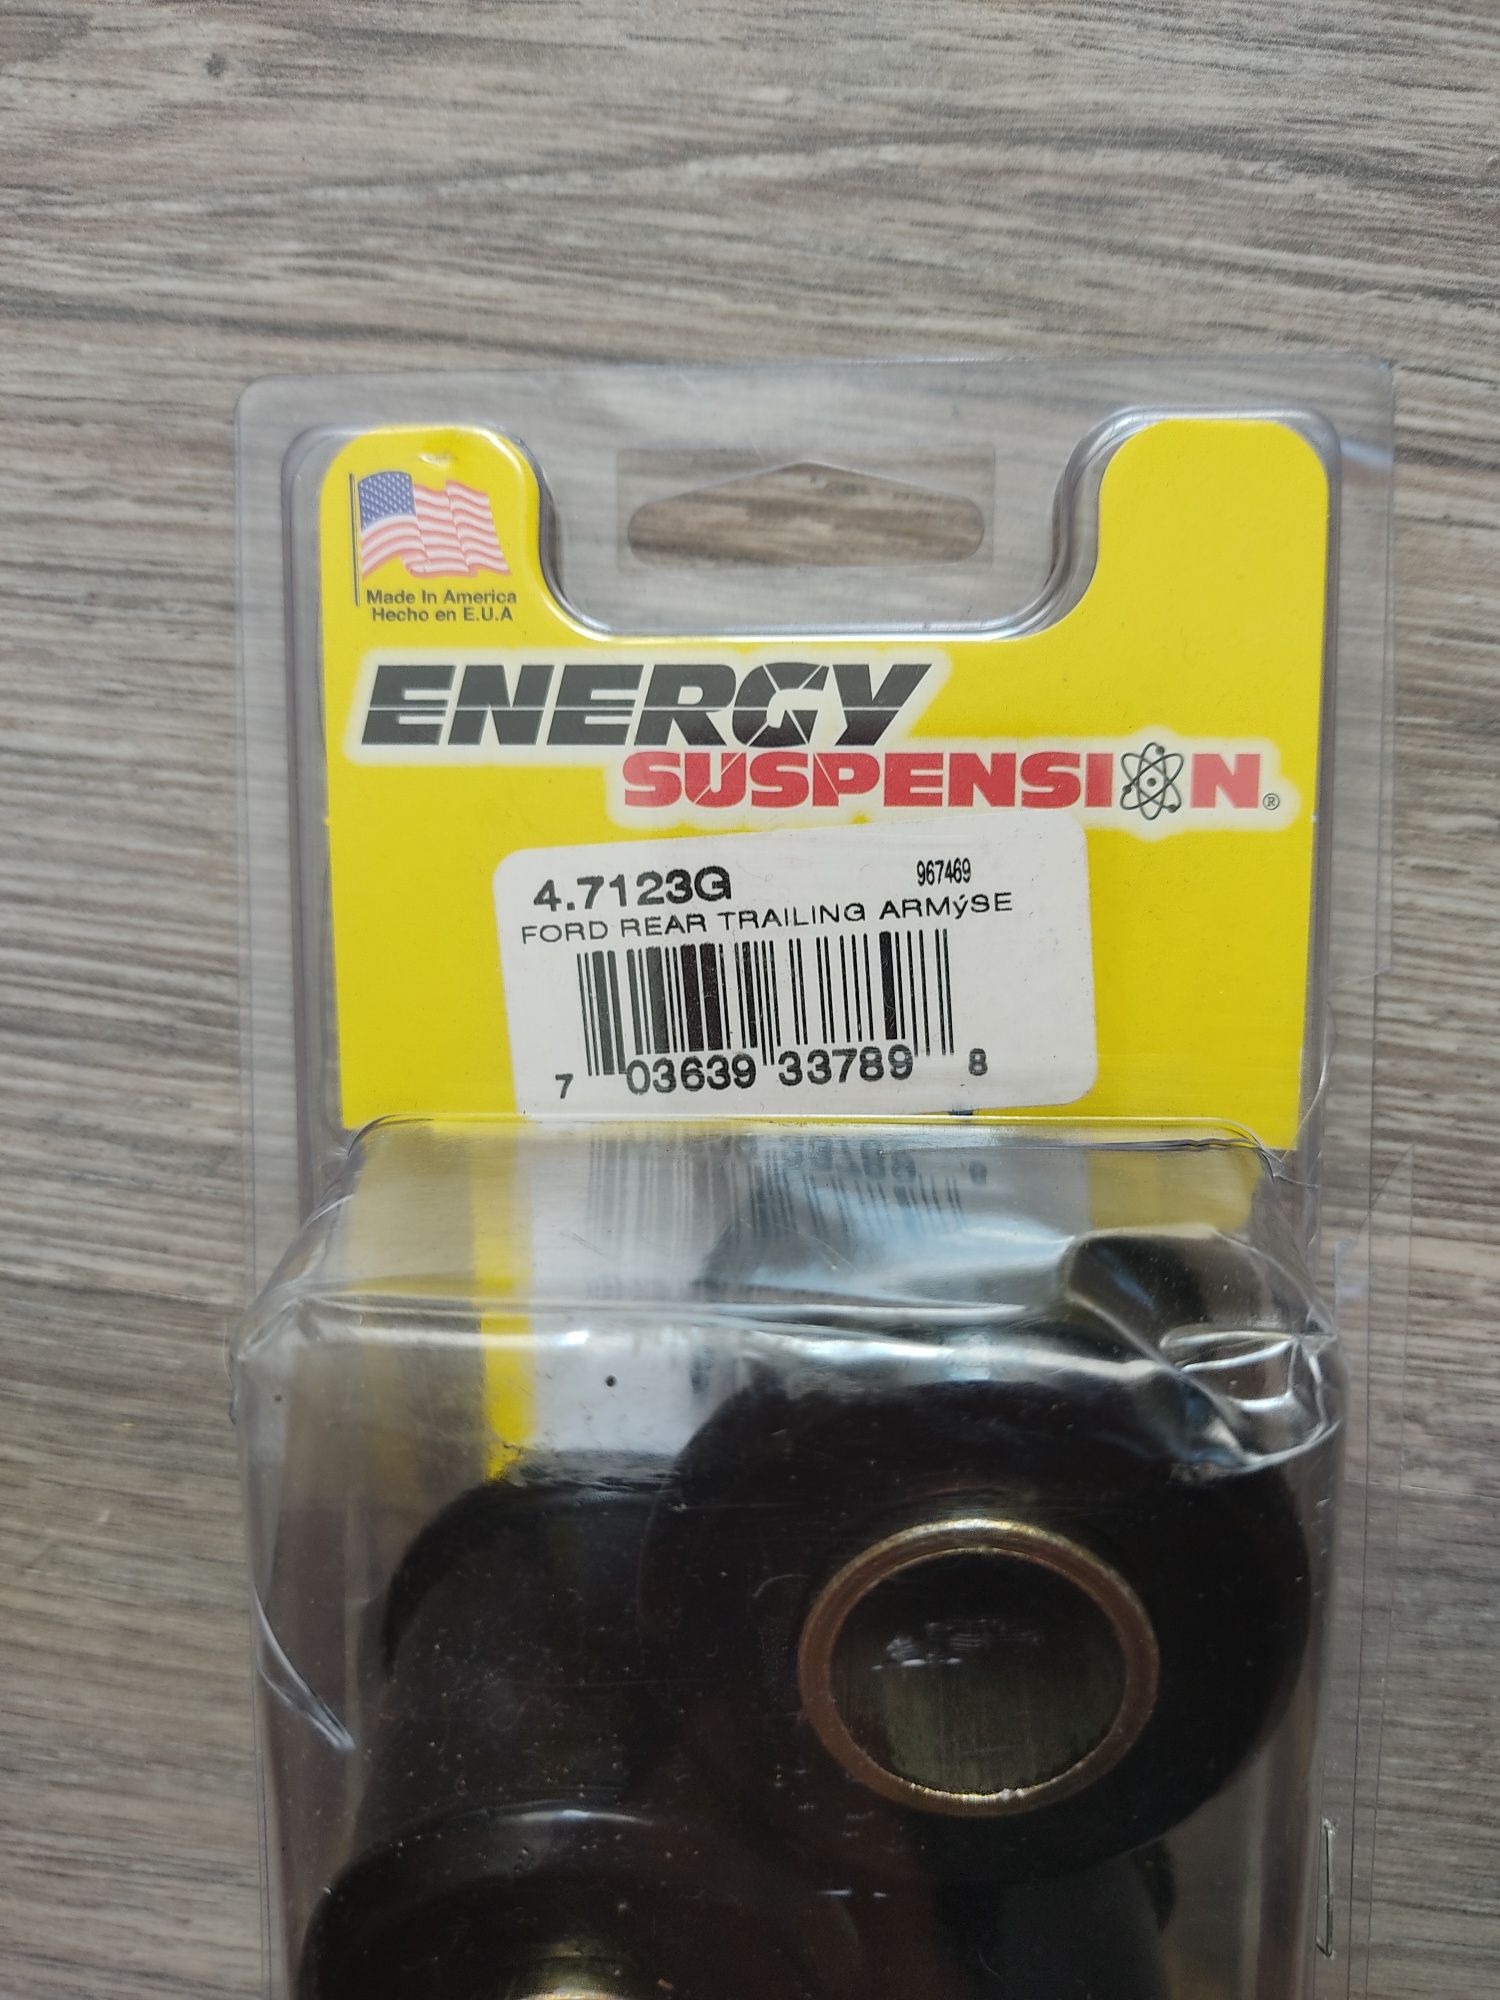 Made In America
Hecho en E.U.A
ENERGY
SUSPENSION®
4.7123G 967469
FORD REAR TRAILING ARMýSE
7 03639 33789 8